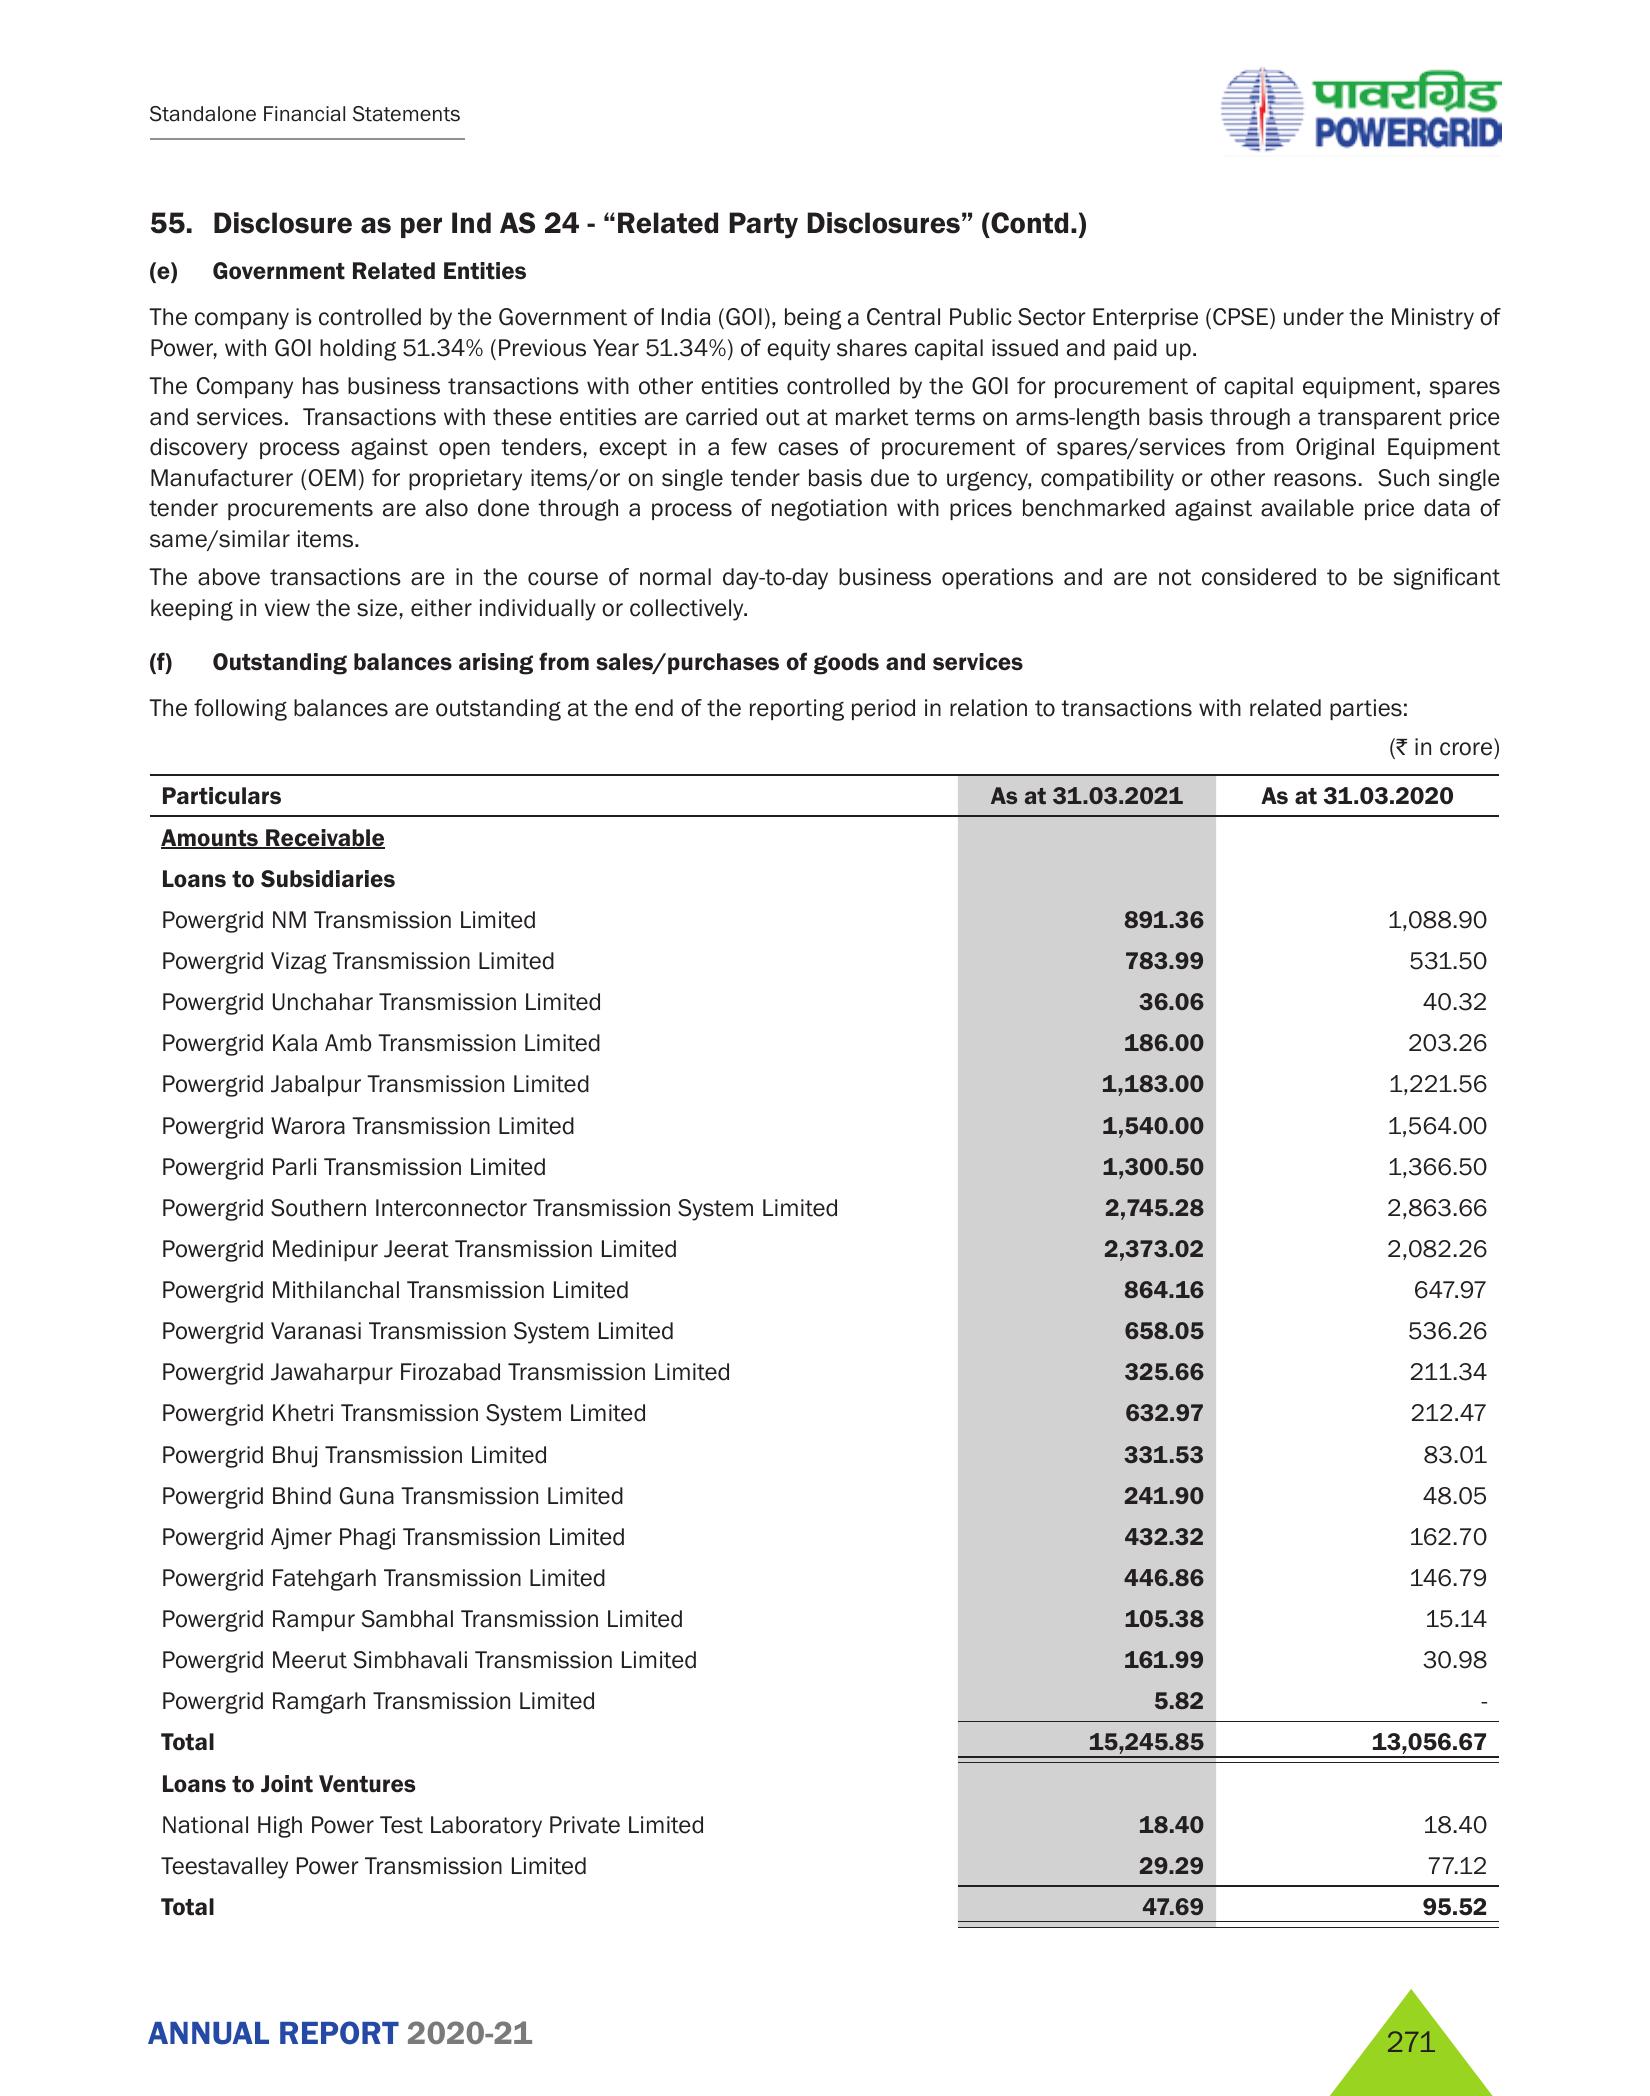 Standalone Financial Statements
पावरग्रिड
POWERGRID
55. Disclosure as per Ind AS 24 - “Related Party Disclosures” (Contd.)
(e) Government Related Entities
The company is controlled by the Government of India (GOI), being a Central Public Sector Enterprise (CPSE) under the Ministry of
Power, with GOI holding 51.34% (Previous Year 51.34%) of equity shares capital issued and paid up.
The Company has business transactions with other entities controlled by the GOI for procurement of capital equipment, spares
and services. Transactions with these entities are carried out at market terms on arms-length basis through a transparent price
discovery process against open tenders, except in a few cases of procurement of spares/services from Original Equipment
Manufacturer (OEM) for proprietary items/or on single tender basis due to urgency, compatibility or other reasons. Such single
tender procurements are also done through a process of negotiation with prices benchmarked against available price data of
same/similar items.
The above transactions are in the course of normal day-to-day business operations and are not considered to be significant
keeping in view the size, either individually or collectively.
(f) Outstanding balances arising from sales/purchases of goods and services
The following balances are outstanding at the end of the reporting period in relation to transactions with related parties:
(₹ in crore)
Particulars As at 31.03.2021 As at 31.03.2020
Amounts Receivable
Loans to Subsidiaries
Powergrid NM Transmission Limited 891.36 1,088.90
Powergrid Vizag Transmission Limited 783.99 531.50
Powergrid Unchahar Transmission Limited 36.06 40.32
Powergrid Kala Amb Transmission Limited 186.00 203.26
Powergrid Jabalpur Transmission Limited 1,183.00 1,221.56
Powergrid Warora Transmission Limited 1,540.00 1,564.00
Powergrid Parli Transmission Limited 1,300.50 1,366.50
Powergrid Southern Interconnector Transmission System Limited 2,745.28 2,863.66
Powergrid Medinipur Jeerat Transmission Limited 2,373.02 2,082.26
Powergrid Mithilanchal Transmission Limited 864.16 647.97
Powergrid Varanasi Transmission System Limited 658.05 536.26
Powergrid Jawaharpur Firozabad Transmission Limited 325.66 211.34
Powergrid Khetri Transmission System Limited 632.97 212.47
Powergrid Bhuj Transmission Limited 331.53 83.01
Powergrid Bhind Guna Transmission Limited 241.90 48.05
Powergrid Ajmer Phagi Transmission Limited 432.32 162.70
Powergrid Fatehgarh Transmission Limited 446.86 146.79
Powergrid Rampur Sambhal Transmission Limited 105.38 15.14
Powergrid Meerut Simbhavali Transmission Limited 161.99 30.98
Powergrid Ramgarh Transmission Limited 5.82 -
Total 15,245.85 13,056.67
Loans to Joint Ventures
National High Power Test Laboratory Private Limited 18.40 18.40
Teestavalley Power Transmission Limited 29.29 77.12
Total 47.69 95.52
ANNUAL REPORT 2020-21
271